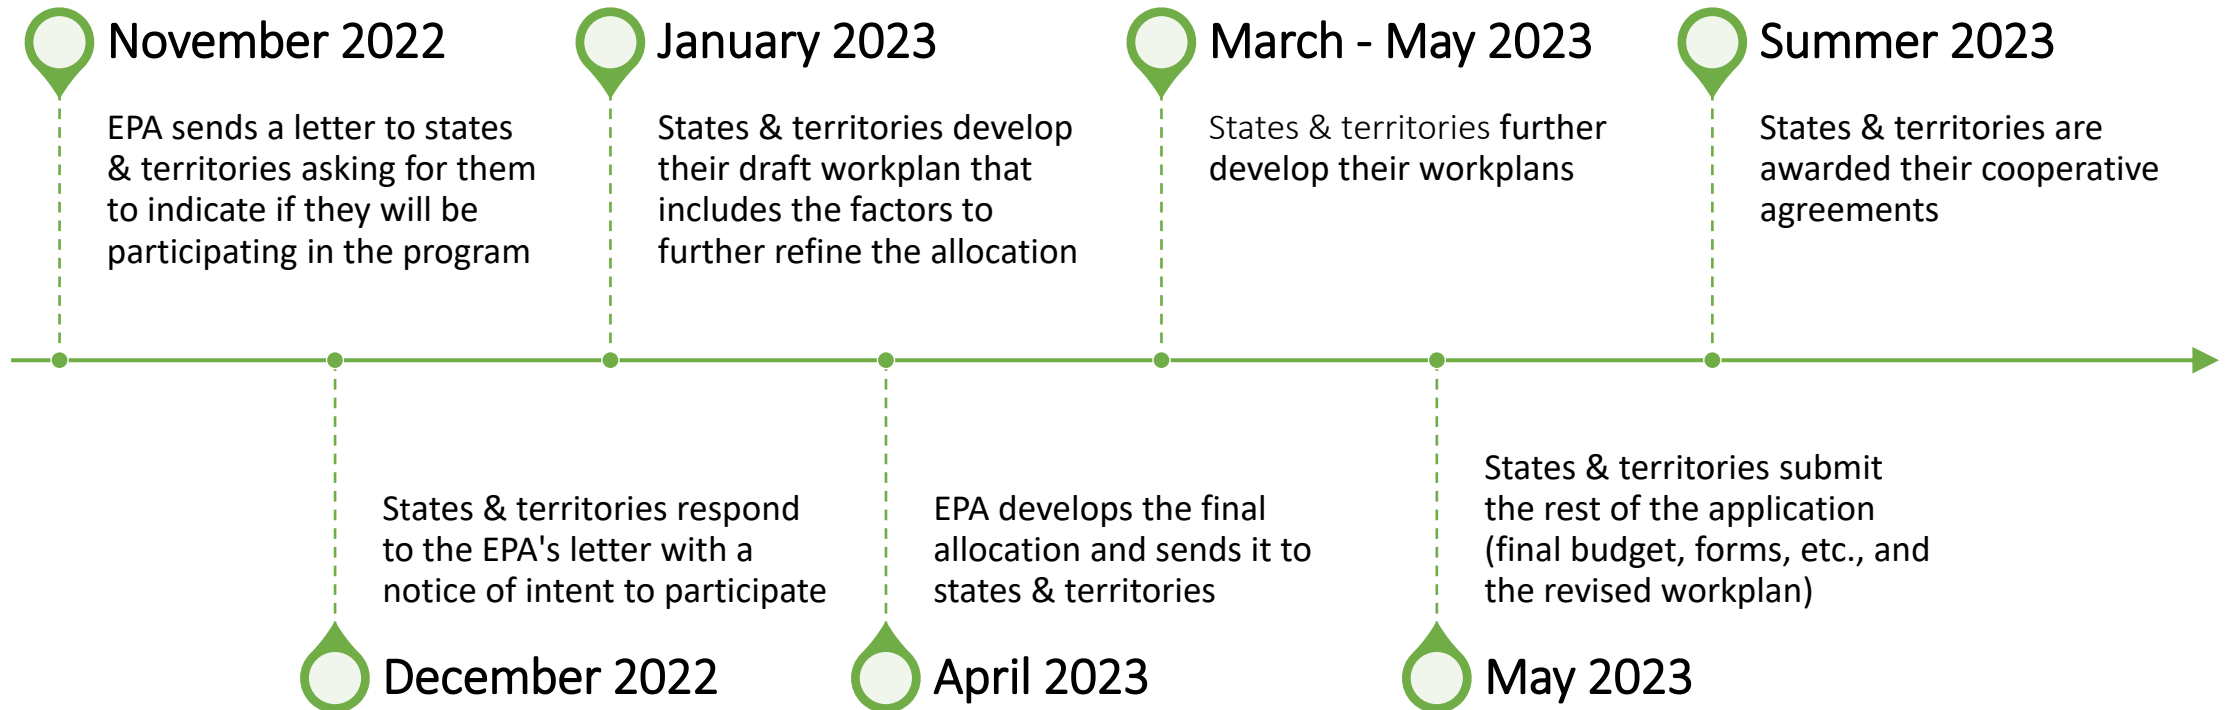 November 2022
EPA sends a letter to states
& territories asking for them
to indicate if they will be
participating in the program
December 2022
States & territories respond
to the EPA's letter with a
notice of intent to participate
January 2023
States & territories develop
their draft workplan that
includes the factors to
further refine the allocation
April 2023
EPA develops the final
allocation and sends it to
states & territories
March - May 2023
States & territories further
develop their workplans
May 2023
States & territories submit
the rest of the application
(final budget, forms, etc., and
the revised workplan)
Summer 2023
States & territories are
awarded their cooperative
agreements